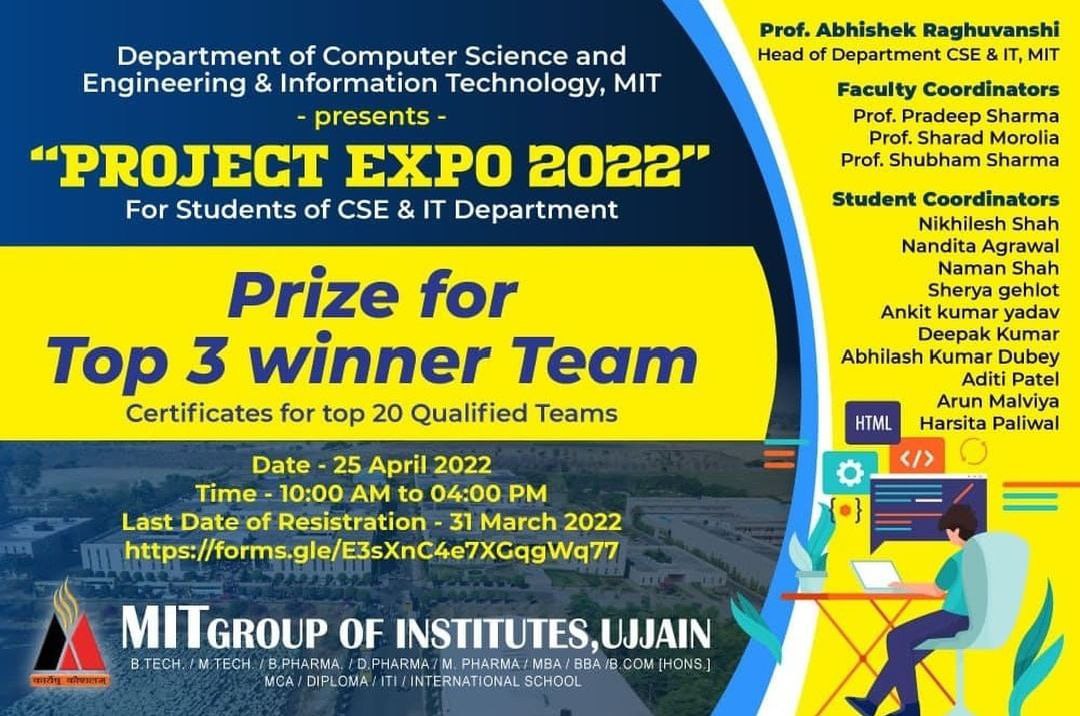 Department of Computer Science and
Engineering & Information Technology, MIT
- presents -
“PROJECT EXPO 2022”
For Students of CSE & IT Department
Prize for
Top 3 winner Team
Certificates for top 20 Qualified Teams
Date - 25 April 2022
Time - 10:00 AM to 04:00 PM
Last Date of Resistration - 31 March 2022
https://forms.gle/E3sXnC4e7XGqgWq77
कर्मसु कौशलम्
MIT GROUP OF INSTITUTES, UJJAIN
B.TECH. / M.TECH. / B.PHARMA. / D.PHARMA / M. PHARMA / MBA / BBA /B.COM [HONS.]
MCA / DIPLOMA / ITI / INTERNATIONAL SCHOOL
Prof. Abhishek Raghuvanshi
Head of Department CSE & IT, MIT
Faculty Coordinators
Prof. Pradeep Sharma
Prof. Sharad Morolia
Prof. Shubham Sharma
Student Coordinators
Nikhilesh Shah
Nandita Agrawal
Naman Shah
Sherya gehlot
Ankit kumar yadav
Deepak Kumar
Abhilash Kumar Dubey
Aditi Patel
Arun Malviya
Harsita Paliwal
HTML
</>
{•}